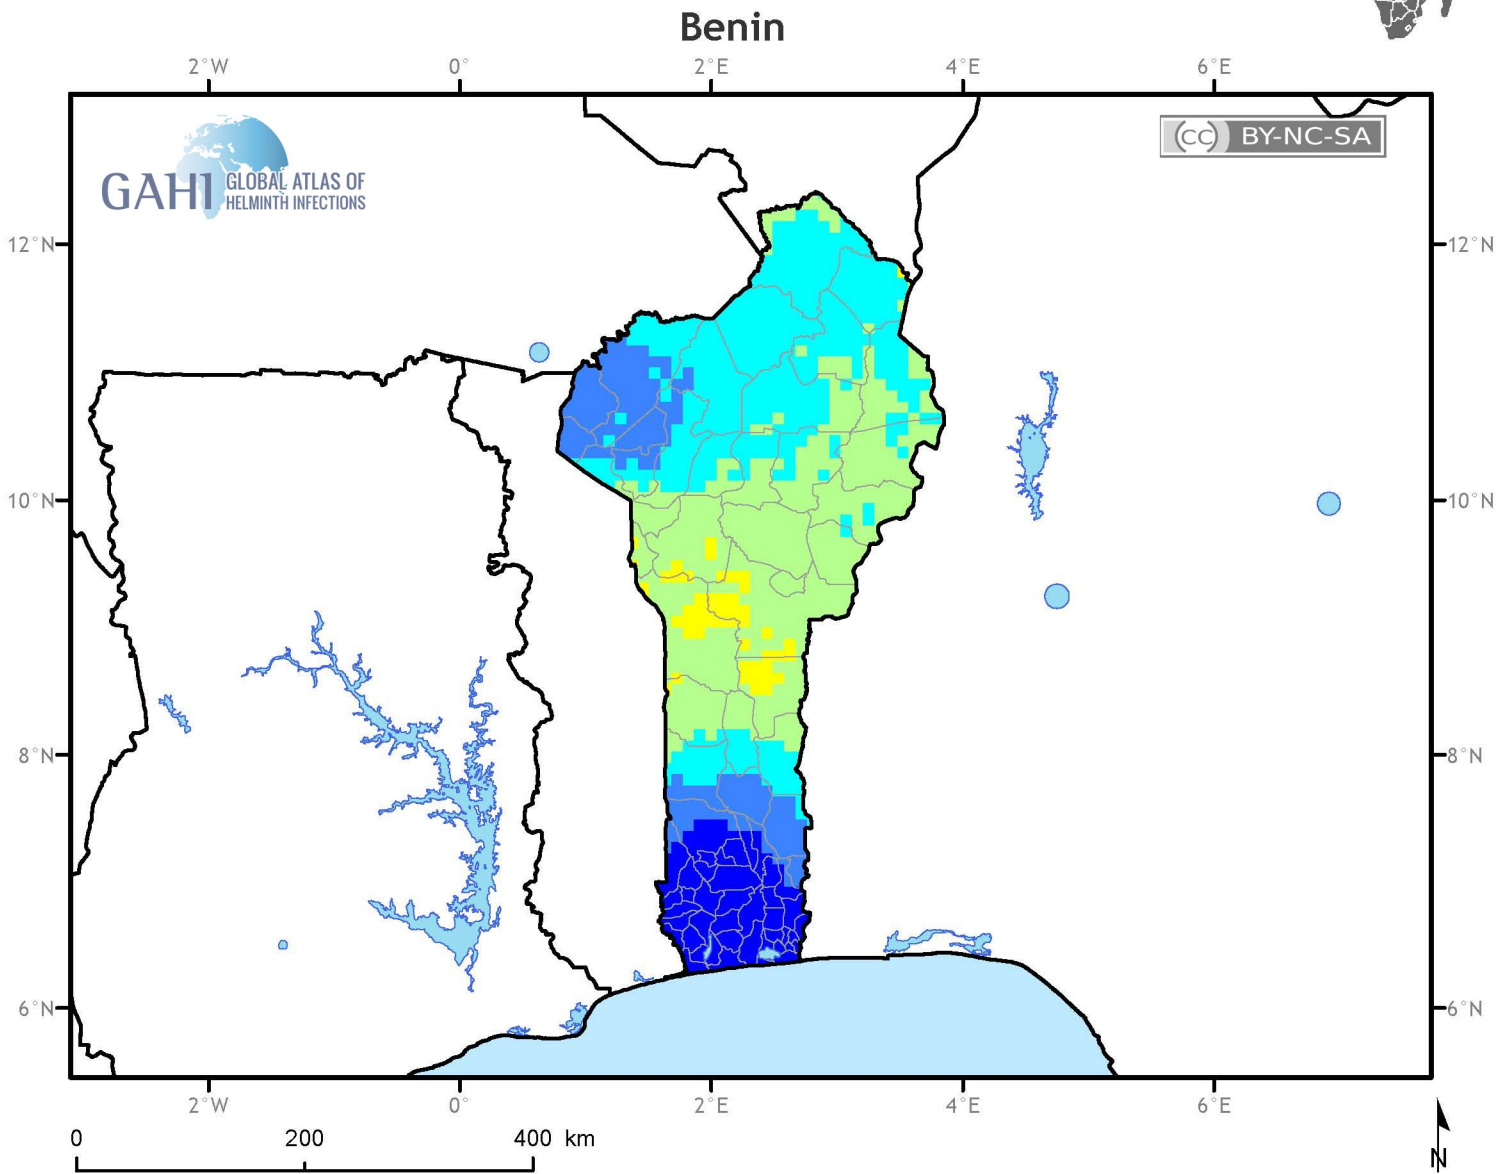 Benin
2°W 0° 2°E 4°E 6°E
GAHI GLOBAL ATLAS OF
HELMINTH INFECTIONS
(cc) BY-NC-SA
12°N 12°N
10°N 10°N
8°N 8°N
6°N 6°N
2°W 0° 2°E 4°E 6°E
0 200 400 km
N